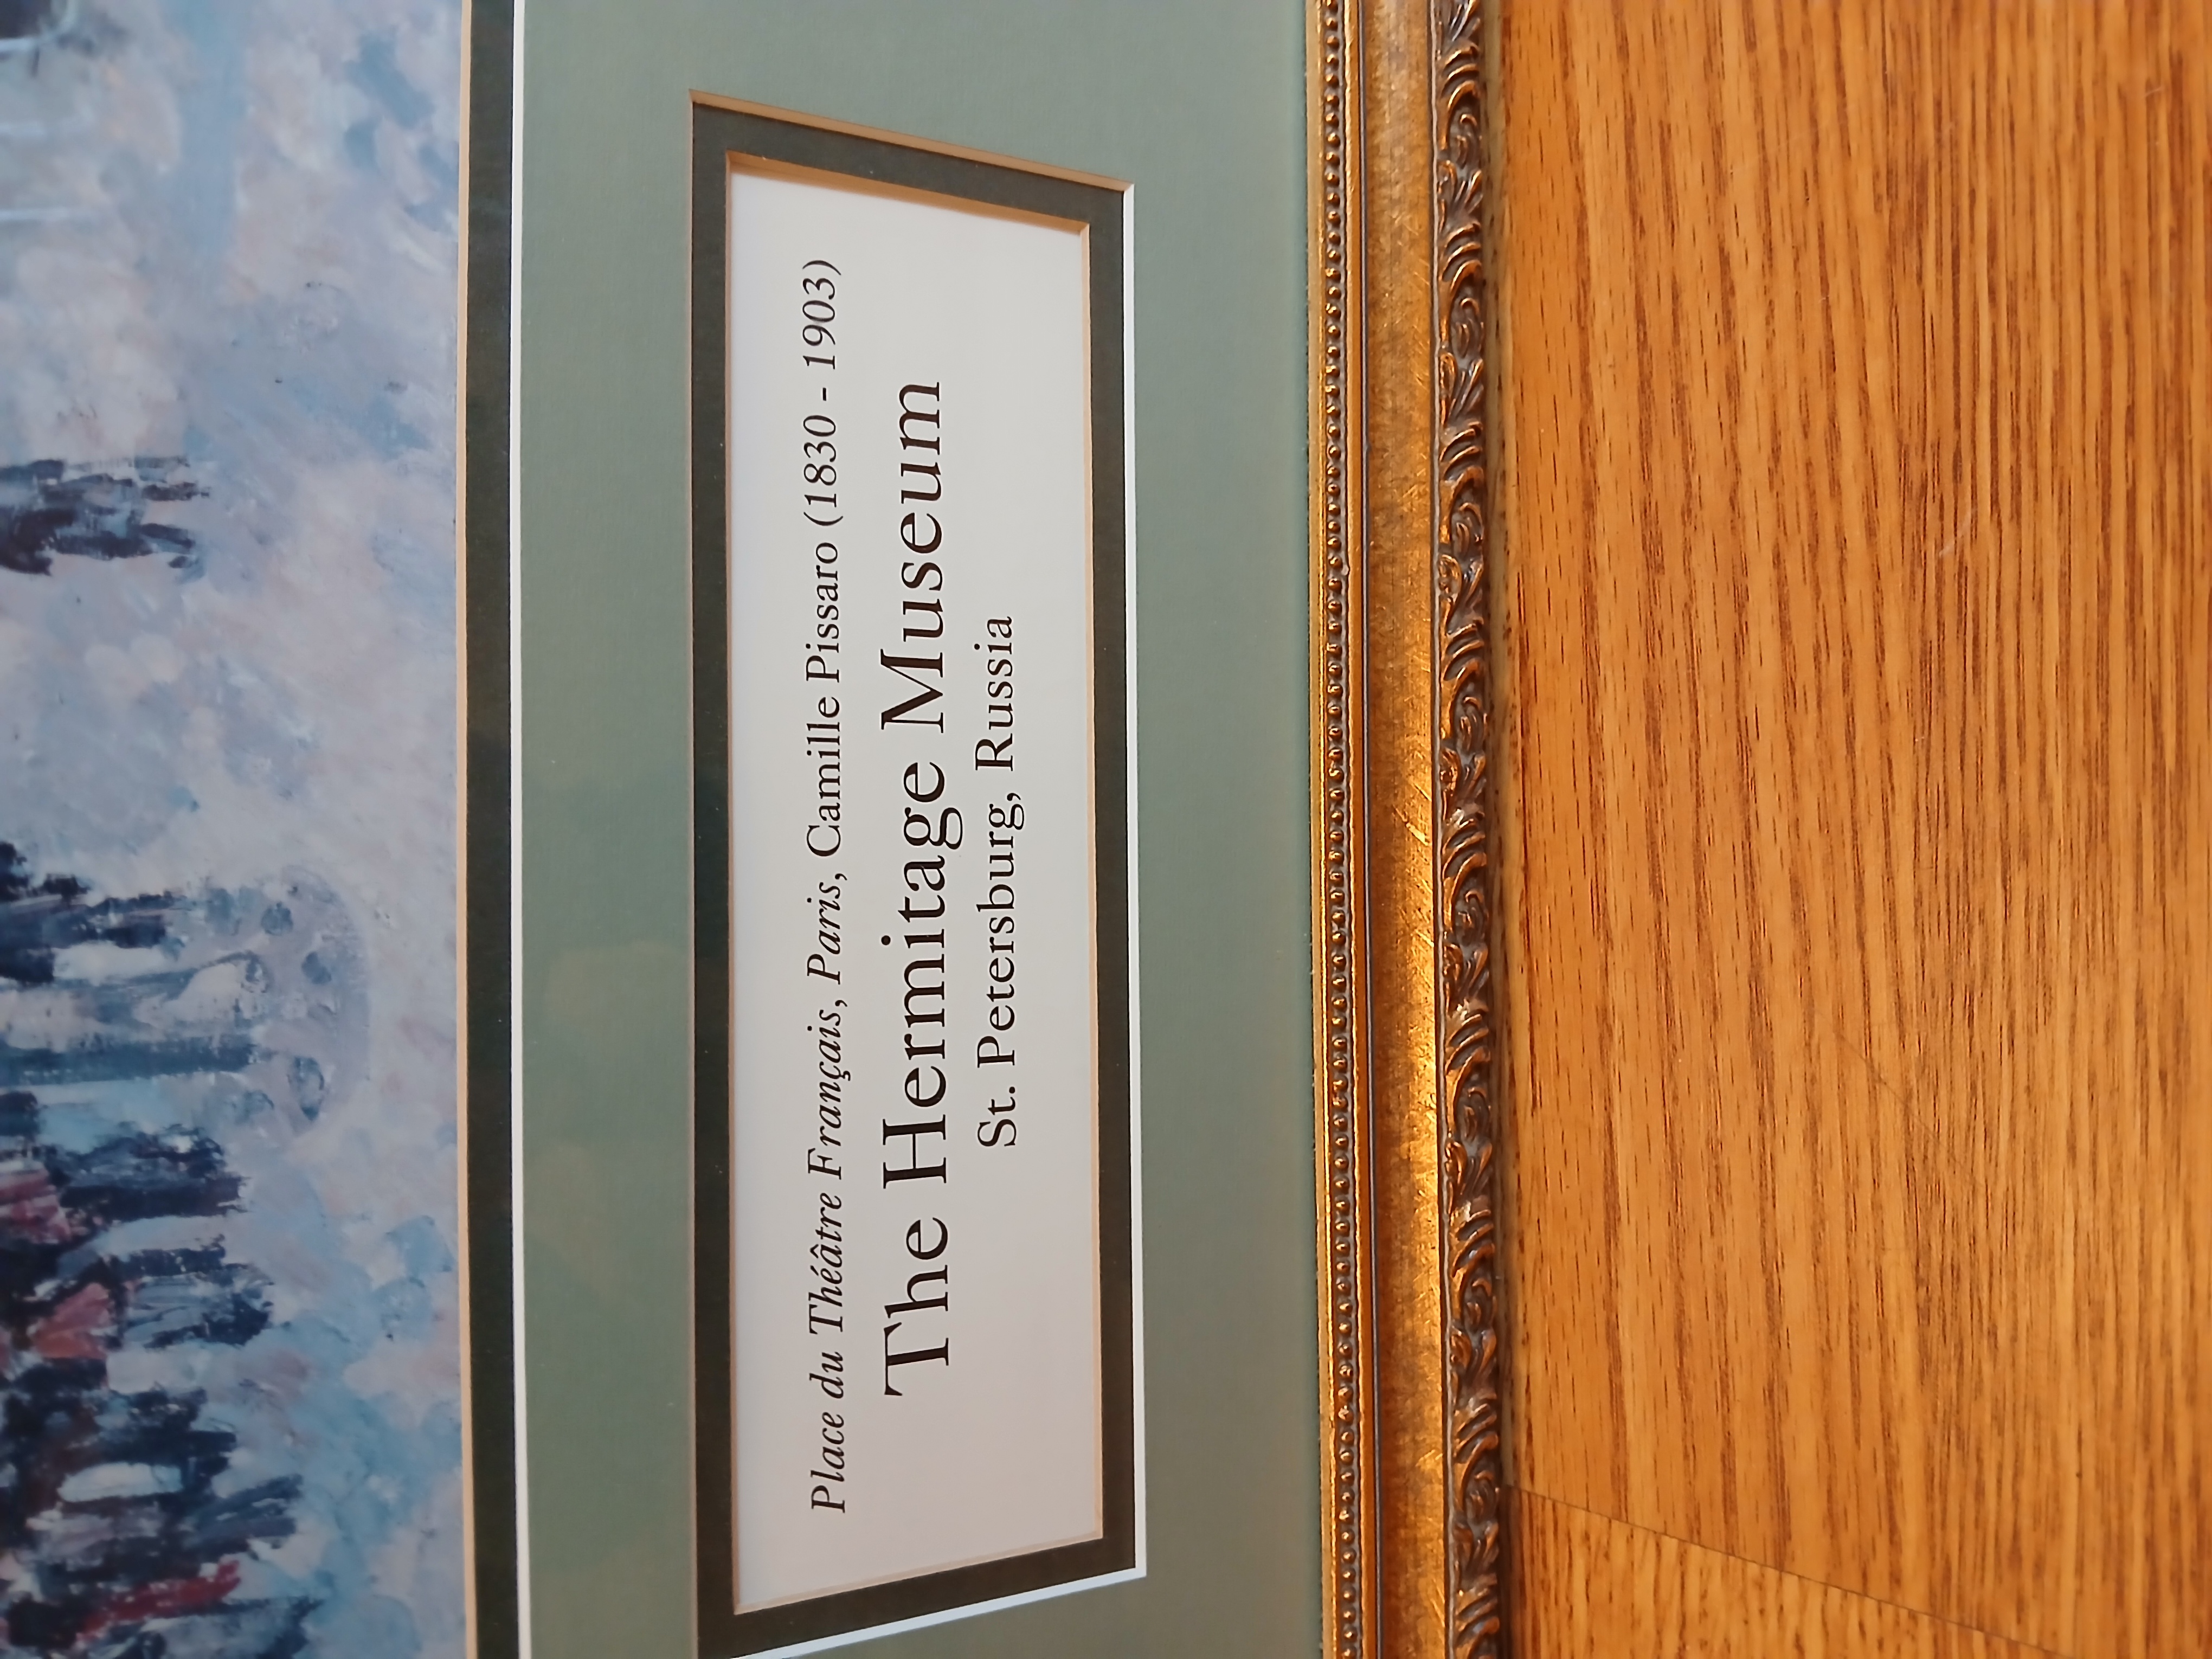 Place du Théâtre Français, Paris, Camille Pissaro (1830 - 1903)
The Hermitage Museum
St. Petersburg, Russia